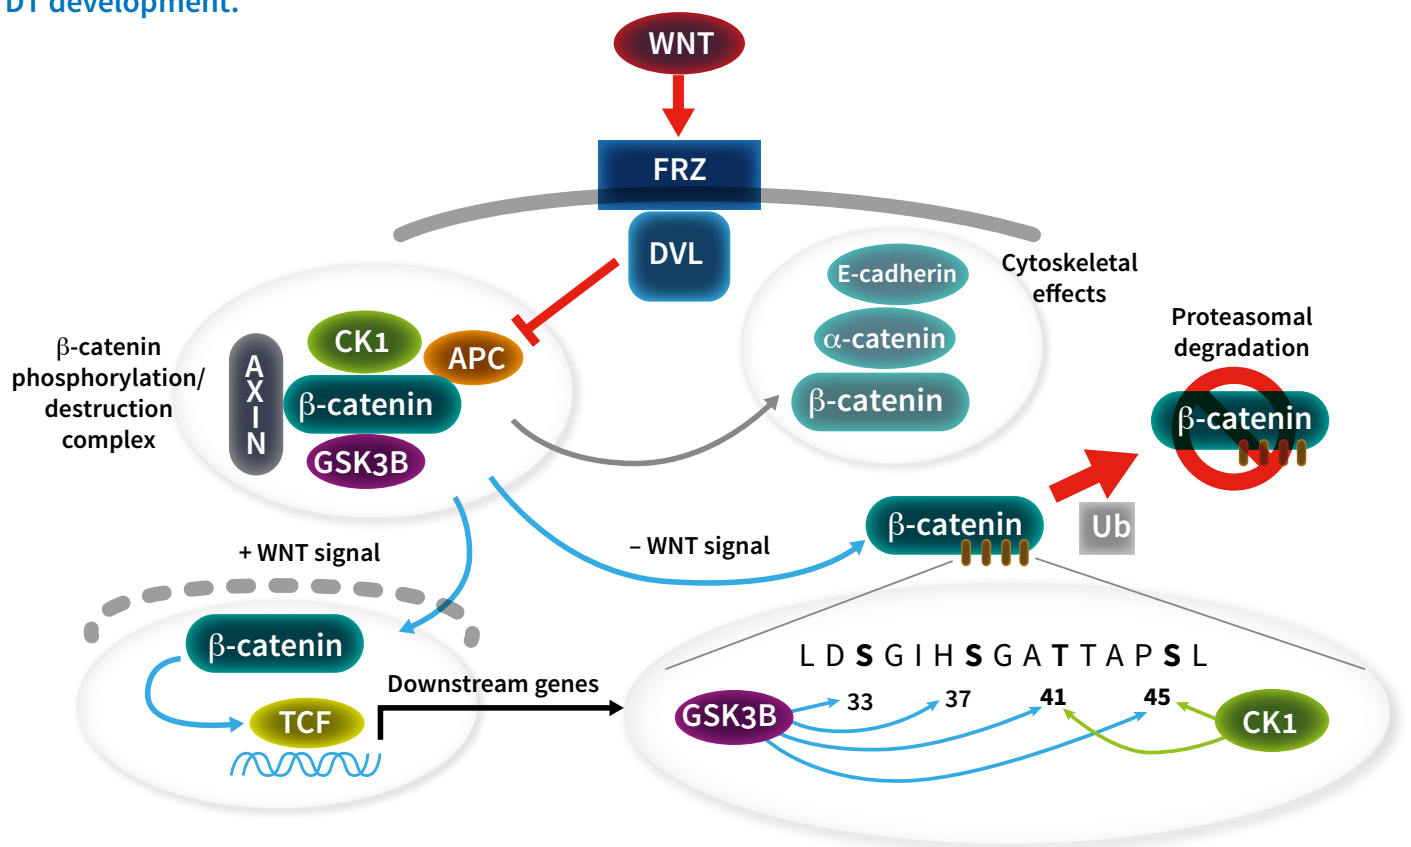 DT development.
WNT
FRZ
DVL
E-cadherin
α-catenin
β-catenin
Cytoskeletal
effects
Proteasomal
degradation
β-catenin
β-catenin
phosphorylation/
destruction
complex
A
X
I
N
CK1
APC
β-catenin
GSK3B
+ WNT signal
– WNT signal
β-catenin
Ub
β-catenin
TCF
Downstream genes
L D S G I H S G A T T A P S L
33 37 41 45
GSK3B
CK1